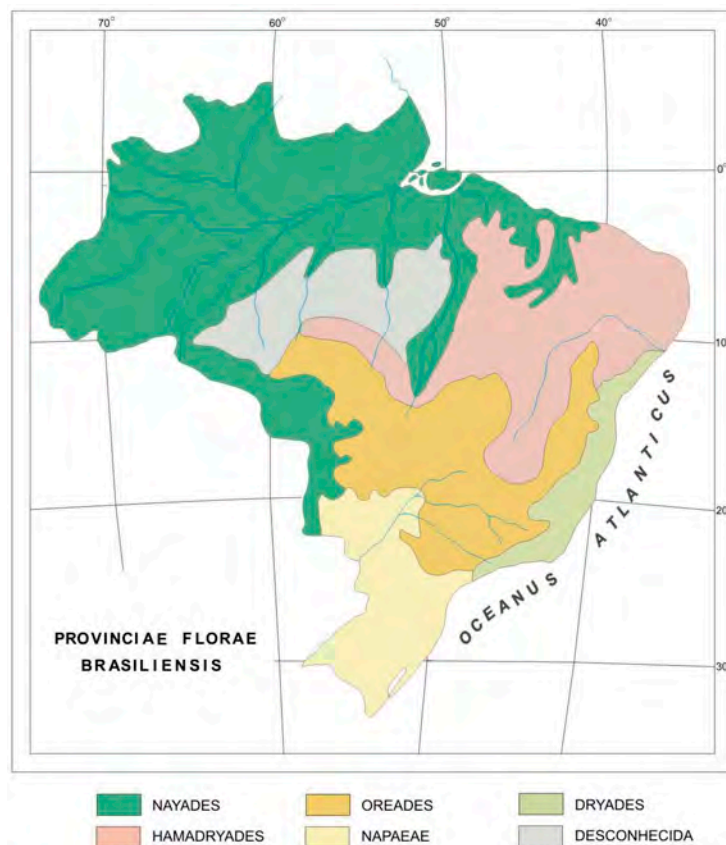 70° 60° 50° 40°
0°
10
20
30
OCEANUS ATLANTICUS
PROVINCIAE FLORAE
BRASILIENSIS
NAYADES OREADES DRYADES
HAMADRYADES NAPAEAE DESCONHECIDA